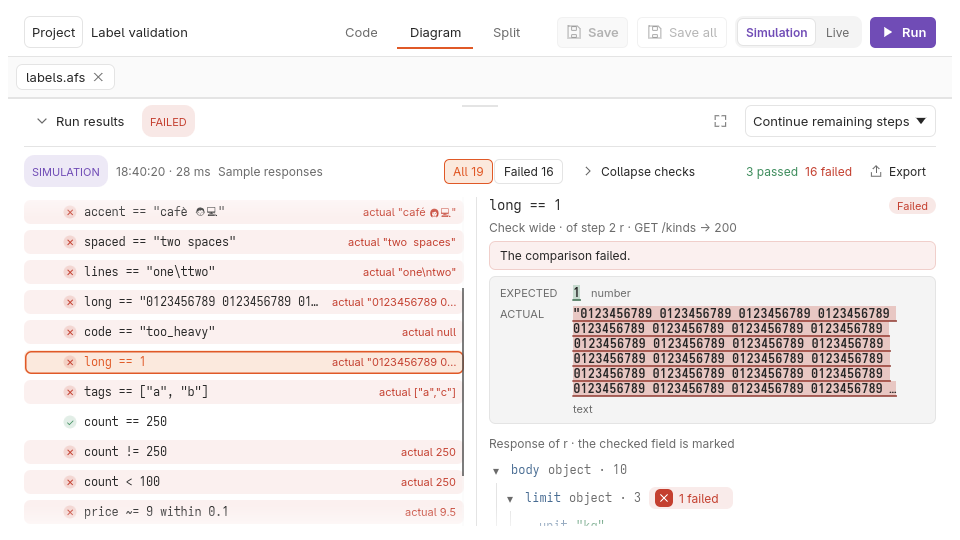 Project Label validation Code Diagram Split Save Save all Simulation Live Run
labels.afs
Run results FAILED Continue remaining steps
SIMULATION 18:40:20 · 28 ms Sample responses All 19 Failed 16 Collapse checks 3 passed 16 failed Export
accent == "cafè 🧑‍💻" actual "café 👩‍💻"
spaced == "two spaces" actual "two  spaces"
lines == "one\ttwo" actual "one\ntwo"
long == "0123456789 0123456789 01… actual "0123456789 0…
code == "too_heavy" actual null
long == 1 actual "0123456789 0…
tags == ["a", "b"] actual ["a","c"]
count == 250
count != 250 actual 250
count < 100 actual 250
price ~= 9 within 0.1 actual 9.5
long == 1 Failed
Check wide · of step 2 r · GET /kinds → 200
The comparison failed.
EXPECTED 1 number
ACTUAL "0123456789 0123456789 0123456789 0123456789
0123456789 0123456789 0123456789 0123456789
0123456789 0123456789 0123456789 0123456789
0123456789 0123456789 0123456789 0123456789
0123456789 0123456789 0123456789 0123456789
0123456789 0123456789 0123456789 0123456789 …
text
Response of r · the checked field is marked
body object · 10
limit object · 3 1 failed
unit "kg"